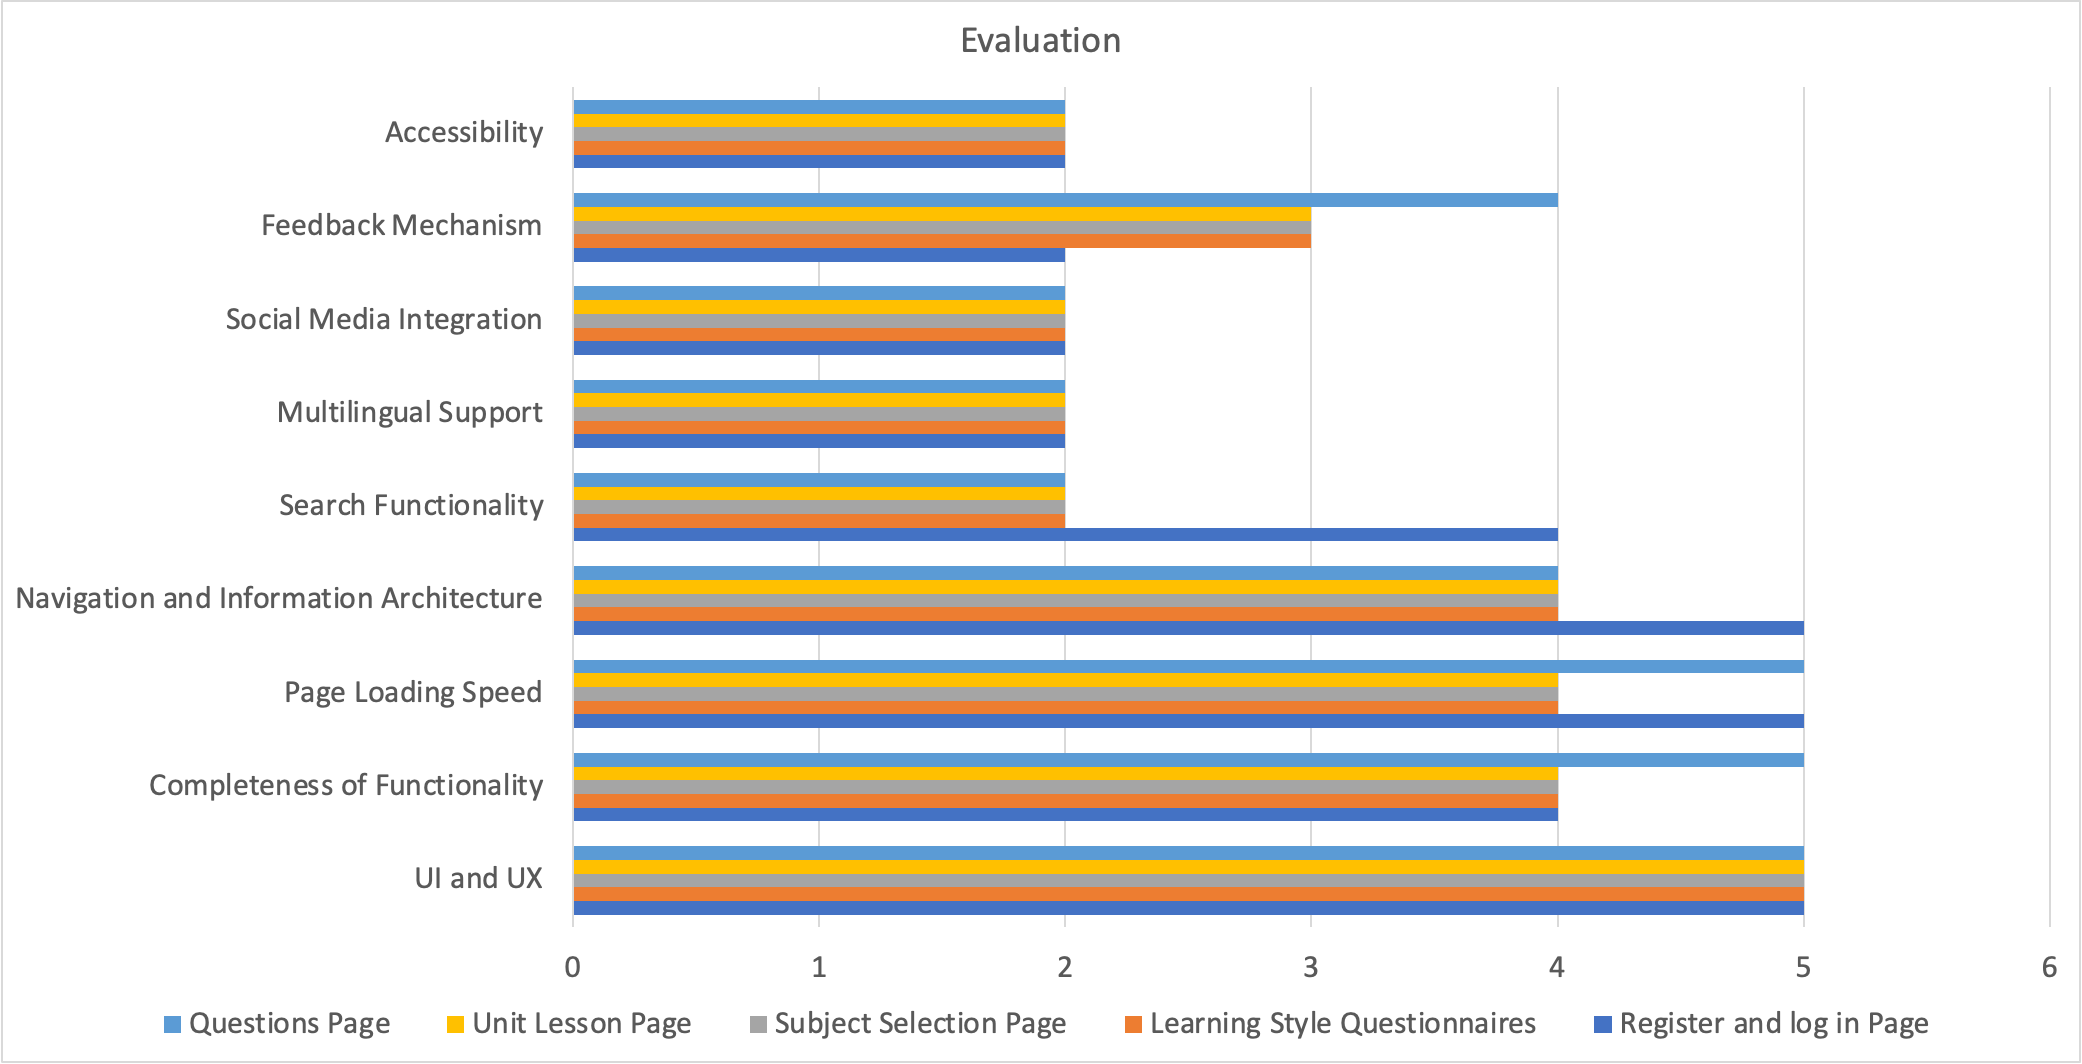 Evaluation
Accessibility
Feedback Mechanism
Social Media Integration
Multilingual Support
Search Functionality
Navigation and Information Architecture
Page Loading Speed
Completeness of Functionality
UI and UX
0 1 2 3 4 5 6
Questions Page Unit Lesson Page Subject Selection Page Learning Style Questionnaires Register and log in Page